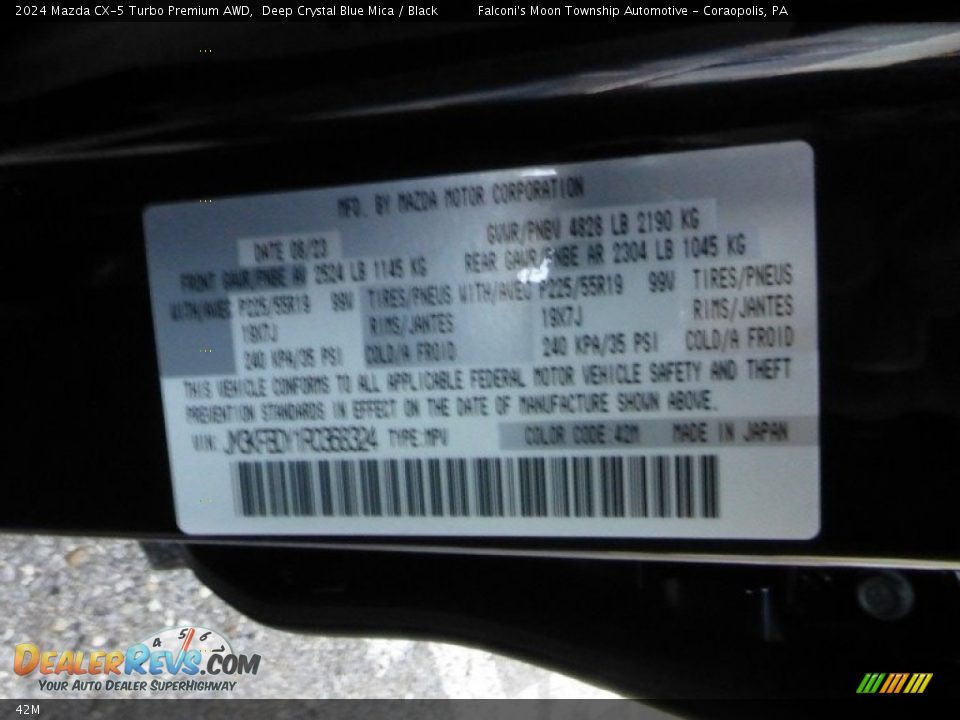 2024 Mazda CX-5 Turbo Premium AWD, Deep Crystal Blue Mica / Black Falconi's Moon Township Automotive - Coraopolis, PA
MFD. BY MAZDA MOTOR CORPORATION
DATE 08/23 GVWR/PNBV 4828 LB 2190 KG
FRONT GAWR/PNBE AV 2524 LB 1145 KG REAR GAWR/PNBE AR 2304 LB 1045 KG
WITH/AVEC P225/55R19 99V TIRES/PNEUS WITH/AVEC P225/55R19 99V TIRES/PNEUS
19X7J RIMS/JANTES 19X7J RIMS/JANTES
240 KPA/35 PSI COLD/A FROID 240 KPA/35 PSI COLD/A FROID
THIS VEHICLE CONFORMS TO ALL APPLICABLE FEDERAL MOTOR VEHICLE SAFETY AND THEFT
PREVENTION STANDARDS IN EFFECT ON THE DATE OF MANUFACTURE SHOWN ABOVE.
VIN: TYPE:MPV COLOR CODE:42M MADE IN JAPAN
4 5 6
DEALERREVS.COM
YOUR AUTO DEALER SUPERHIGHWAY
42M